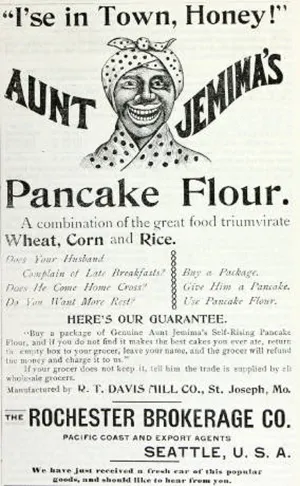 "I'se in Town, Honey!"
AUNT JEMIMA'S
Pancake Flour.
A combination of the great food triumvirate
Wheat, Corn and Rice.
Does Your Husband
Complain of Late Breakfasts?
Does He Come Home Cross?
Do You Want More Rest?
Buy a Package.
Give Him a Pancake.
Use Pancake Flour.
HERE'S OUR GUARANTEE.
"Buy a package of Genuine Aunt Jemima's Self-Rising Pancake
Flour, and if you do not find it makes the best cakes you ever ate, return
th empty box to your grocer, leave your name, and the grocer will refund
the money and charge it to us."
If your grocer does not keep it, tell him the trade is supplied by all
wholesale grocers.
Manufactured by R. T. DAVIS MILL CO., St. Joseph, Mo.
THE ROCHESTER BROKERAGE CO.
PACIFIC COAST AND EXPORT AGENTS
SEATTLE, U. S. A.
We have just received a fresh car of this popular
goods, and should like to hear from you.